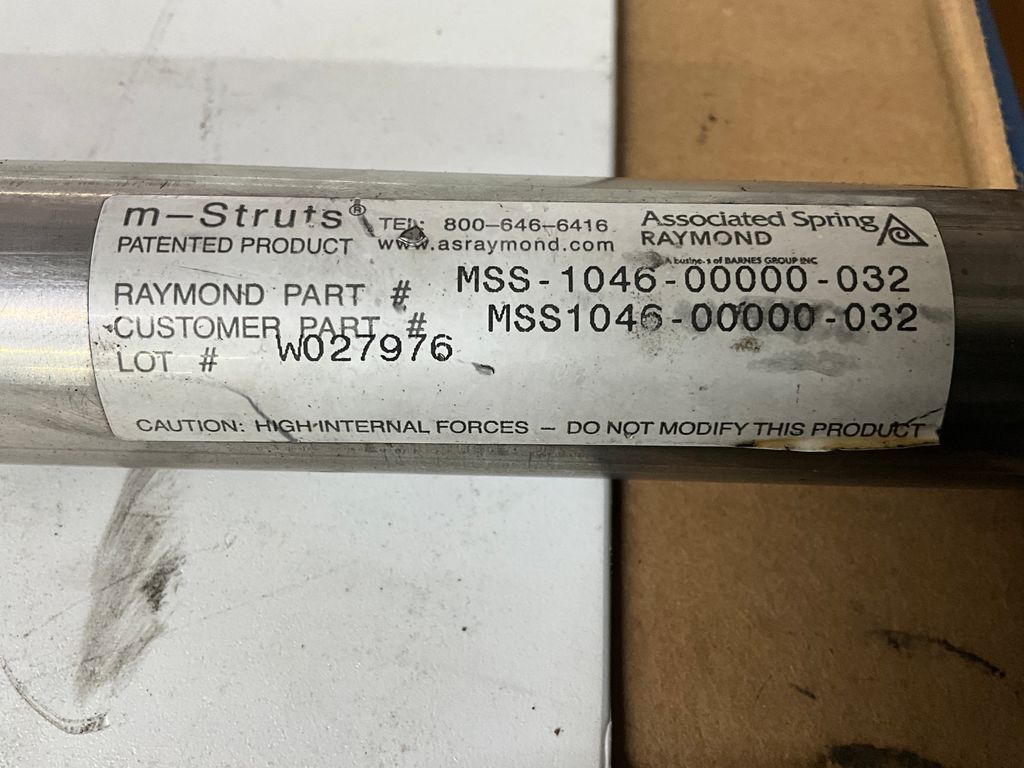 m-Struts® TEL: 800-646-6416 Associated Spring
PATENTED PRODUCT www.asraymond.com RAYMOND
A business of BARNES GROUP INC
RAYMOND PART # MSS-1046-00000-032
CUSTOMER PART # MSS1046-00000-032
LOT # W027976
CAUTION: HIGH INTERNAL FORCES – DO NOT MODIFY THIS PRODUCT